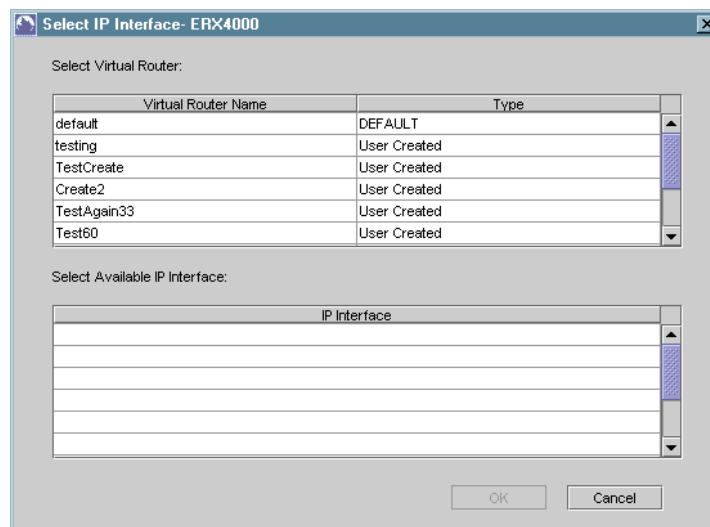 Select IP Interface- ERX4000
Select Virtual Router:
Virtual Router Name Type
default DEFAULT
testing User Created
TestCreate User Created
Create2 User Created
TestAgain33 User Created
Test60 User Created
Select Available IP Interface:
IP Interface
OK Cancel